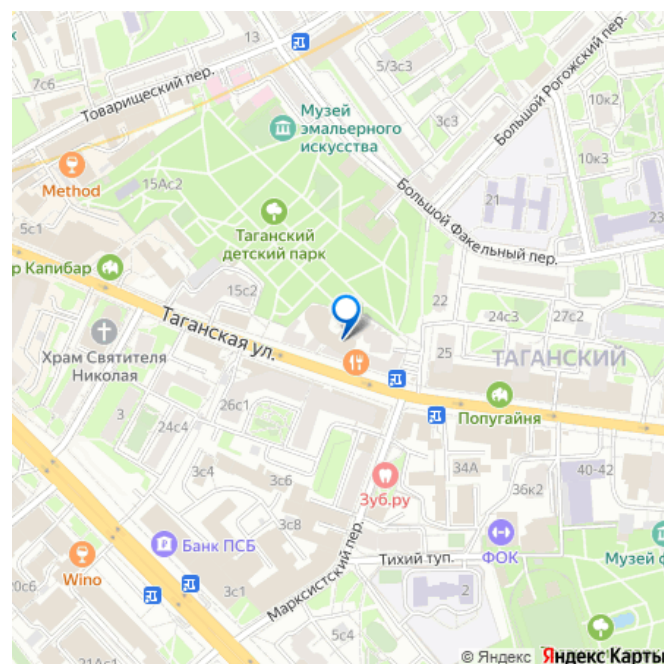 13
7с6
5/3с3
Товарищеский пер.
Большой Рогожский пер.
10к2
Музей
эмальерного
искусства
3с3
10к3
Method
15Ас2
Большой Факельный пер.
21
23
5с1
Таганский
детский парк
р Капибар
15с2
22
24с3
27с2
Таганская ул.
Храм Святителя
Николая
25
ТАГАНСКИЙ
3
26с1
Попугайня
24с4
3с4
3с6
34А
40-42
Зуб.ру
36к2
3с8
Банк ПСБ
ФОК
Музей ф
Wino
Тихий туп.
Марксистский пер.
20с6
3с1
2
5с4
21Ас1
© Яндекс Яндекс Карты